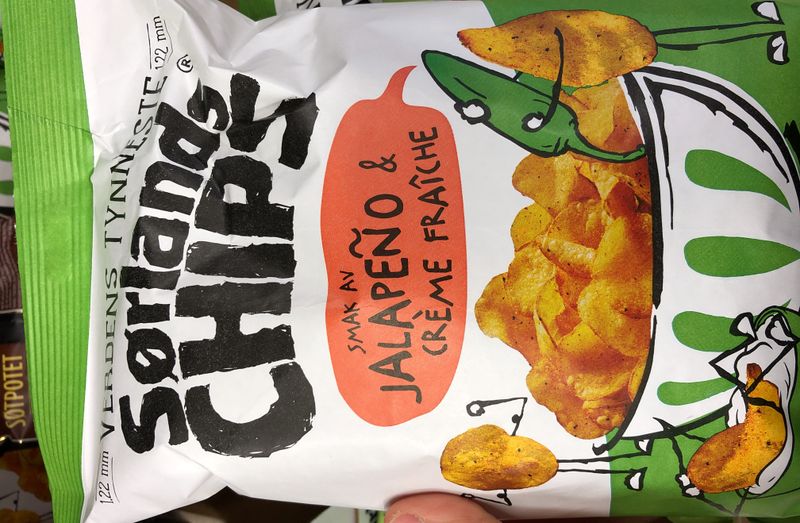 122 mm VERDENS TYNNESTE 122 mm
Sørlands®
CHIPS
SMAK AV
JALAPEÑO &
CRÈME FRAÎCHE
SØTPOTET